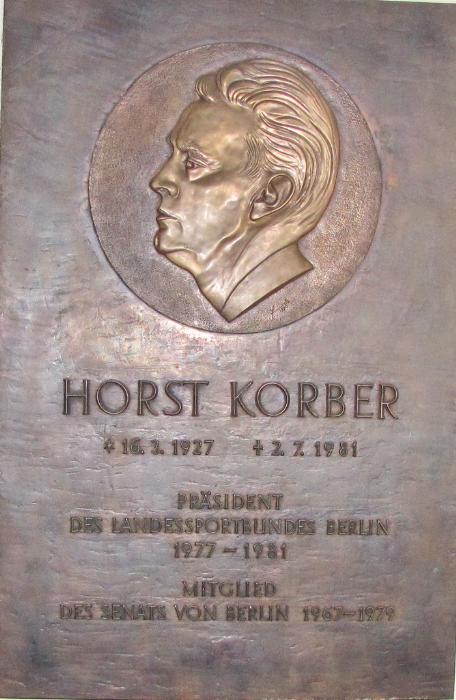 HORST KORBER
* 16. 3. 1927 † 2. 7. 1981
PRÄSIDENT
DES LANDESSPORTBUNDES BERLIN
1977 – 1981
MITGLIED
DES SENATS VON BERLIN 1967–1979